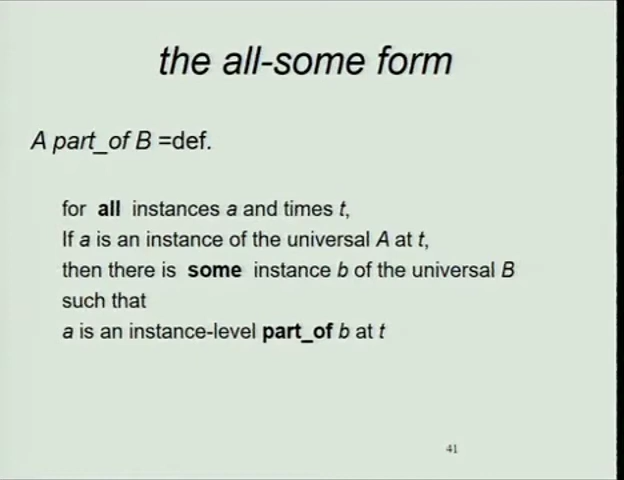 the all-some form
A part_of B =def.
for all instances a and times t,
If a is an instance of the universal A at t,
then there is some instance b of the universal B
such that
a is an instance-level part_of b at t
41